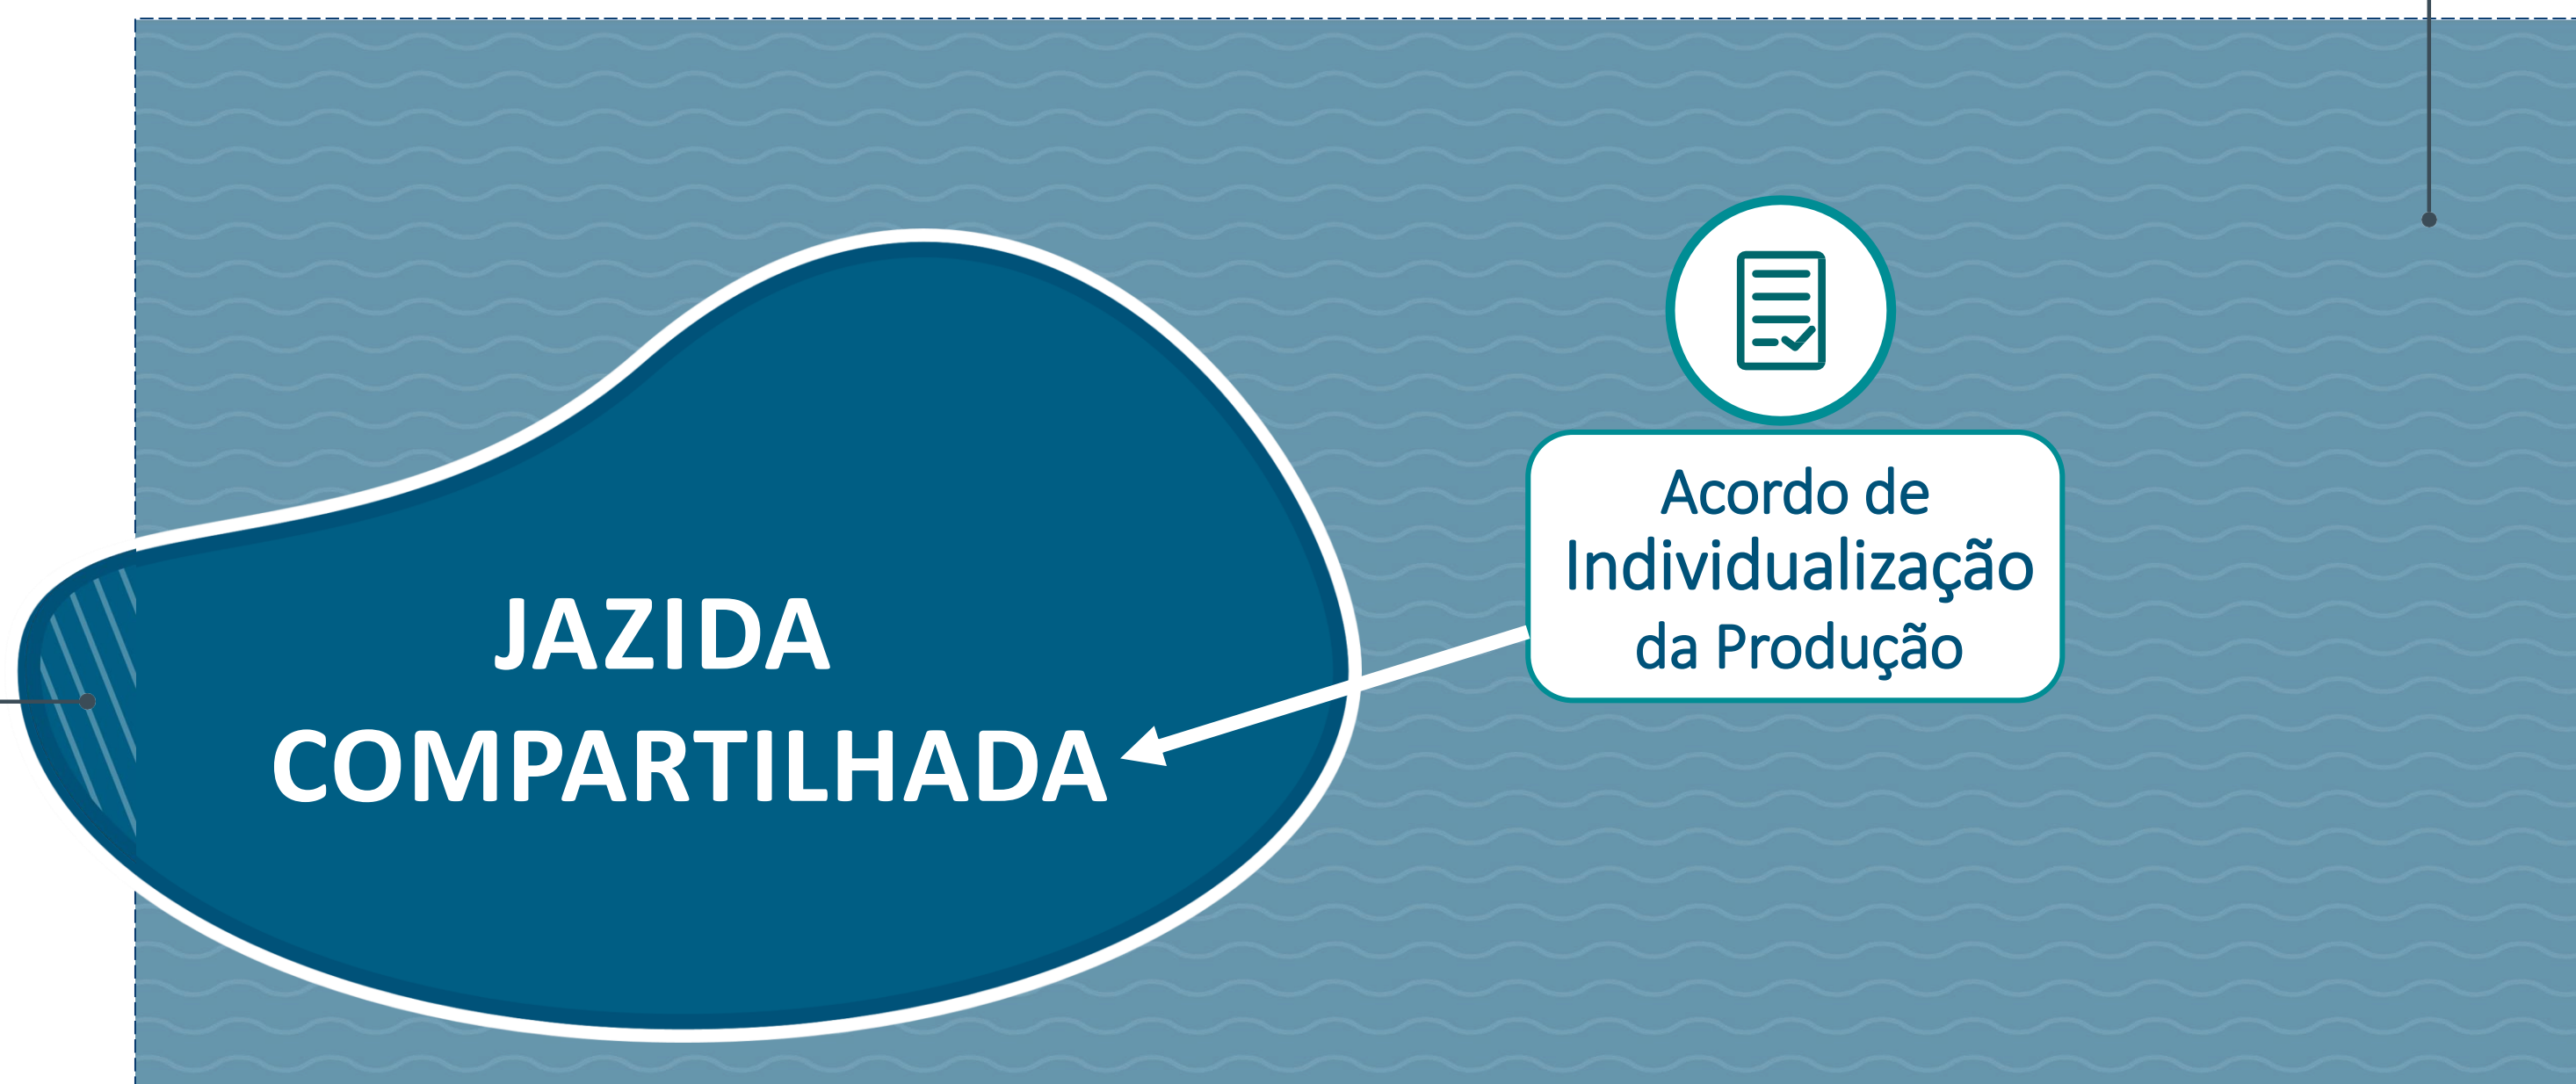 Acordo de
Individualização
da Produção
JAZIDA
COMPARTILHADA